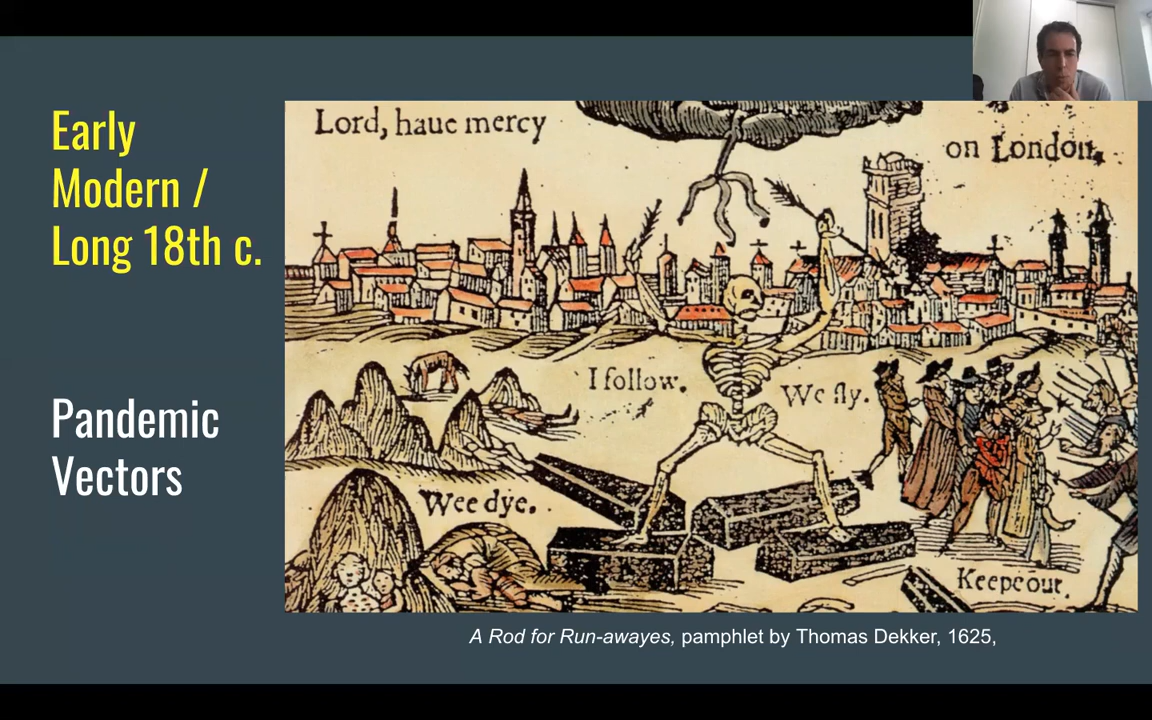 Early
Modern /
Long 18th c.
Pandemic
Vectors
Lord, haue mercy
on London,
I follow.
We fly.
Wee dye.
Keepe out.
A Rod for Run-awayes, pamphlet by Thomas Dekker, 1625,